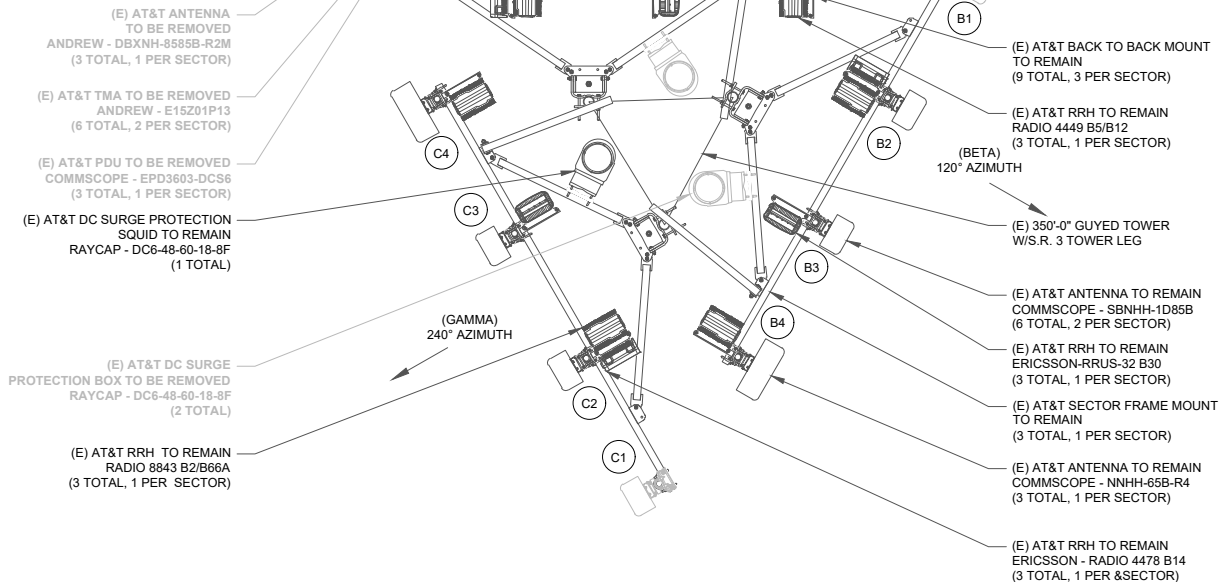 (E) AT&T ANTENNA
TO BE REMOVED
ANDREW - DBXNH-8585B-R2M
(3 TOTAL, 1 PER SECTOR)
(E) AT&T TMA TO BE REMOVED
ANDREW - E15Z01P13
(6 TOTAL, 2 PER SECTOR)
(E) AT&T PDU TO BE REMOVED
COMMSCOPE - EPD3603-DCS6
(3 TOTAL, 1 PER SECTOR)
(E) AT&T DC SURGE PROTECTION
SQUID TO REMAIN
RAYCAP - DC6-48-60-18-8F
(1 TOTAL)
(E) AT&T DC SURGE
PROTECTION BOX TO BE REMOVED
RAYCAP - DC6-48-60-18-8F
(2 TOTAL)
(E) AT&T RRH TO REMAIN
RADIO 8843 B2/B66A
(3 TOTAL, 1 PER SECTOR)
C4
C3
(GAMMA)
240° AZIMUTH
C2
C1
B1
B2
(BETA)
120° AZIMUTH
B3
B4
(E) AT&T BACK TO BACK MOUNT
TO REMAIN
(9 TOTAL, 3 PER SECTOR)
(E) AT&T RRH TO REMAIN
RADIO 4449 B5/B12
(3 TOTAL, 1 PER SECTOR)
(E) 350'-0" GUYED TOWER
W/S.R. 3 TOWER LEG
(E) AT&T ANTENNA TO REMAIN
COMMSCOPE - SBNHH-1D85B
(6 TOTAL, 2 PER SECTOR)
(E) AT&T RRH TO REMAIN
ERICSSON-RRUS-32 B30
(3 TOTAL, 1 PER SECTOR)
(E) AT&T SECTOR FRAME MOUNT
TO REMAIN
(3 TOTAL, 1 PER SECTOR)
(E) AT&T ANTENNA TO REMAIN
COMMSCOPE - NNHH-65B-R4
(3 TOTAL, 1 PER SECTOR)
(E) AT&T RRH TO REMAIN
ERICSSON - RADIO 4478 B14
(3 TOTAL, 1 PER &SECTOR)